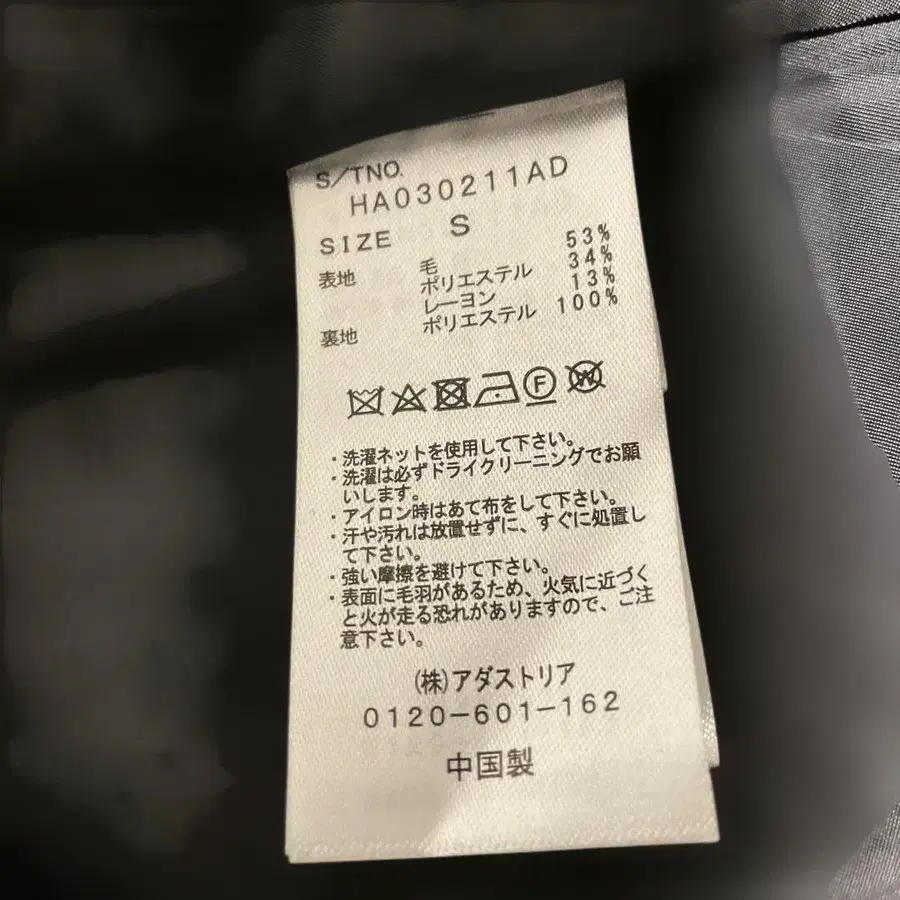 S/TNO.
HA030211AD
SIZE S
表地 毛 53%
ポリエステル 34%
レーヨン 13%
裏地 ポリエステル 100%
F W
・洗濯ネットを使用して下さい。
・洗濯は必ずドライクリーニングでお願
いします。
・アイロン時はあて布をして下さい。
・汗や汚れは放置せずに、すぐに処置し
て下さい。
・強い摩擦を避けて下さい。
・表面に毛羽があるため、火気に近づく
と火が走る恐れがありますので、ご注
意下さい。
(株)アダストリア
0120-601-162
中国製